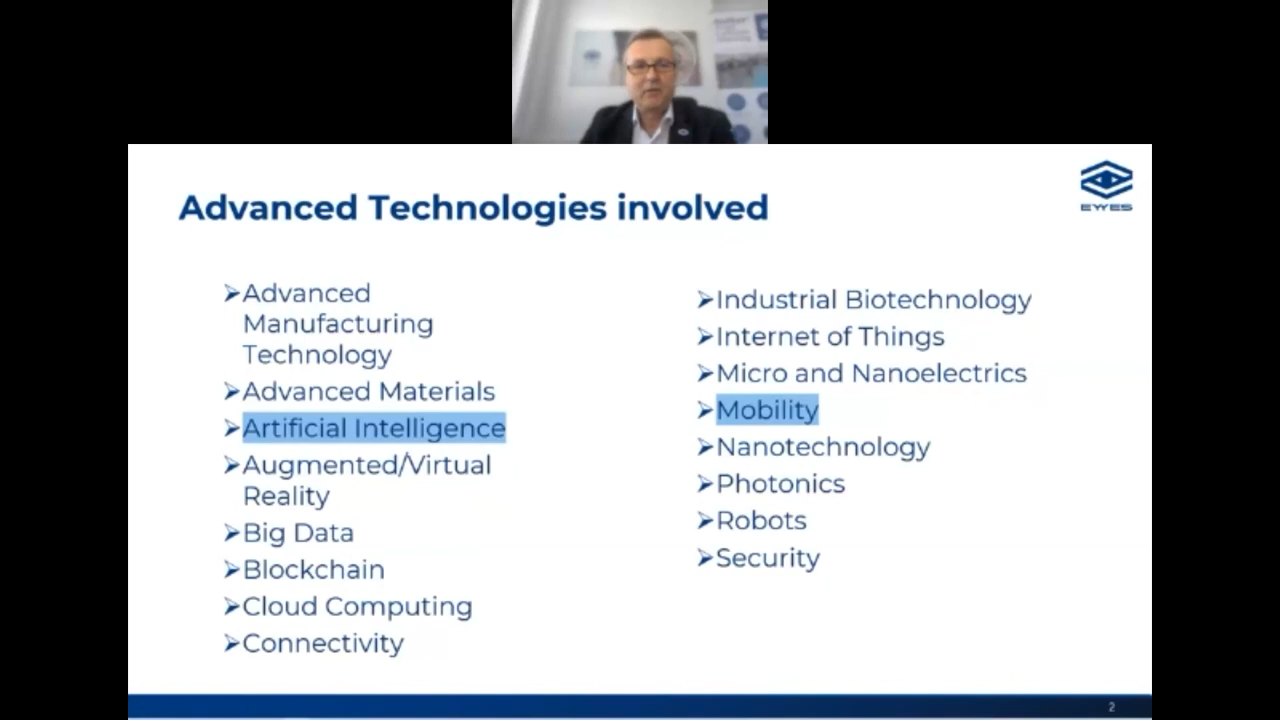 Advanced Technologies involved
EWES
➢Advanced
Manufacturing
Technology
➢Advanced Materials
➢Artificial Intelligence
➢Augmented/Virtual
Reality
➢Big Data
➢Blockchain
➢Cloud Computing
➢Connectivity
➢Industrial Biotechnology
➢Internet of Things
➢Micro and Nanoelectrics
➢Mobility
➢Nanotechnology
➢Photonics
➢Robots
➢Security
2